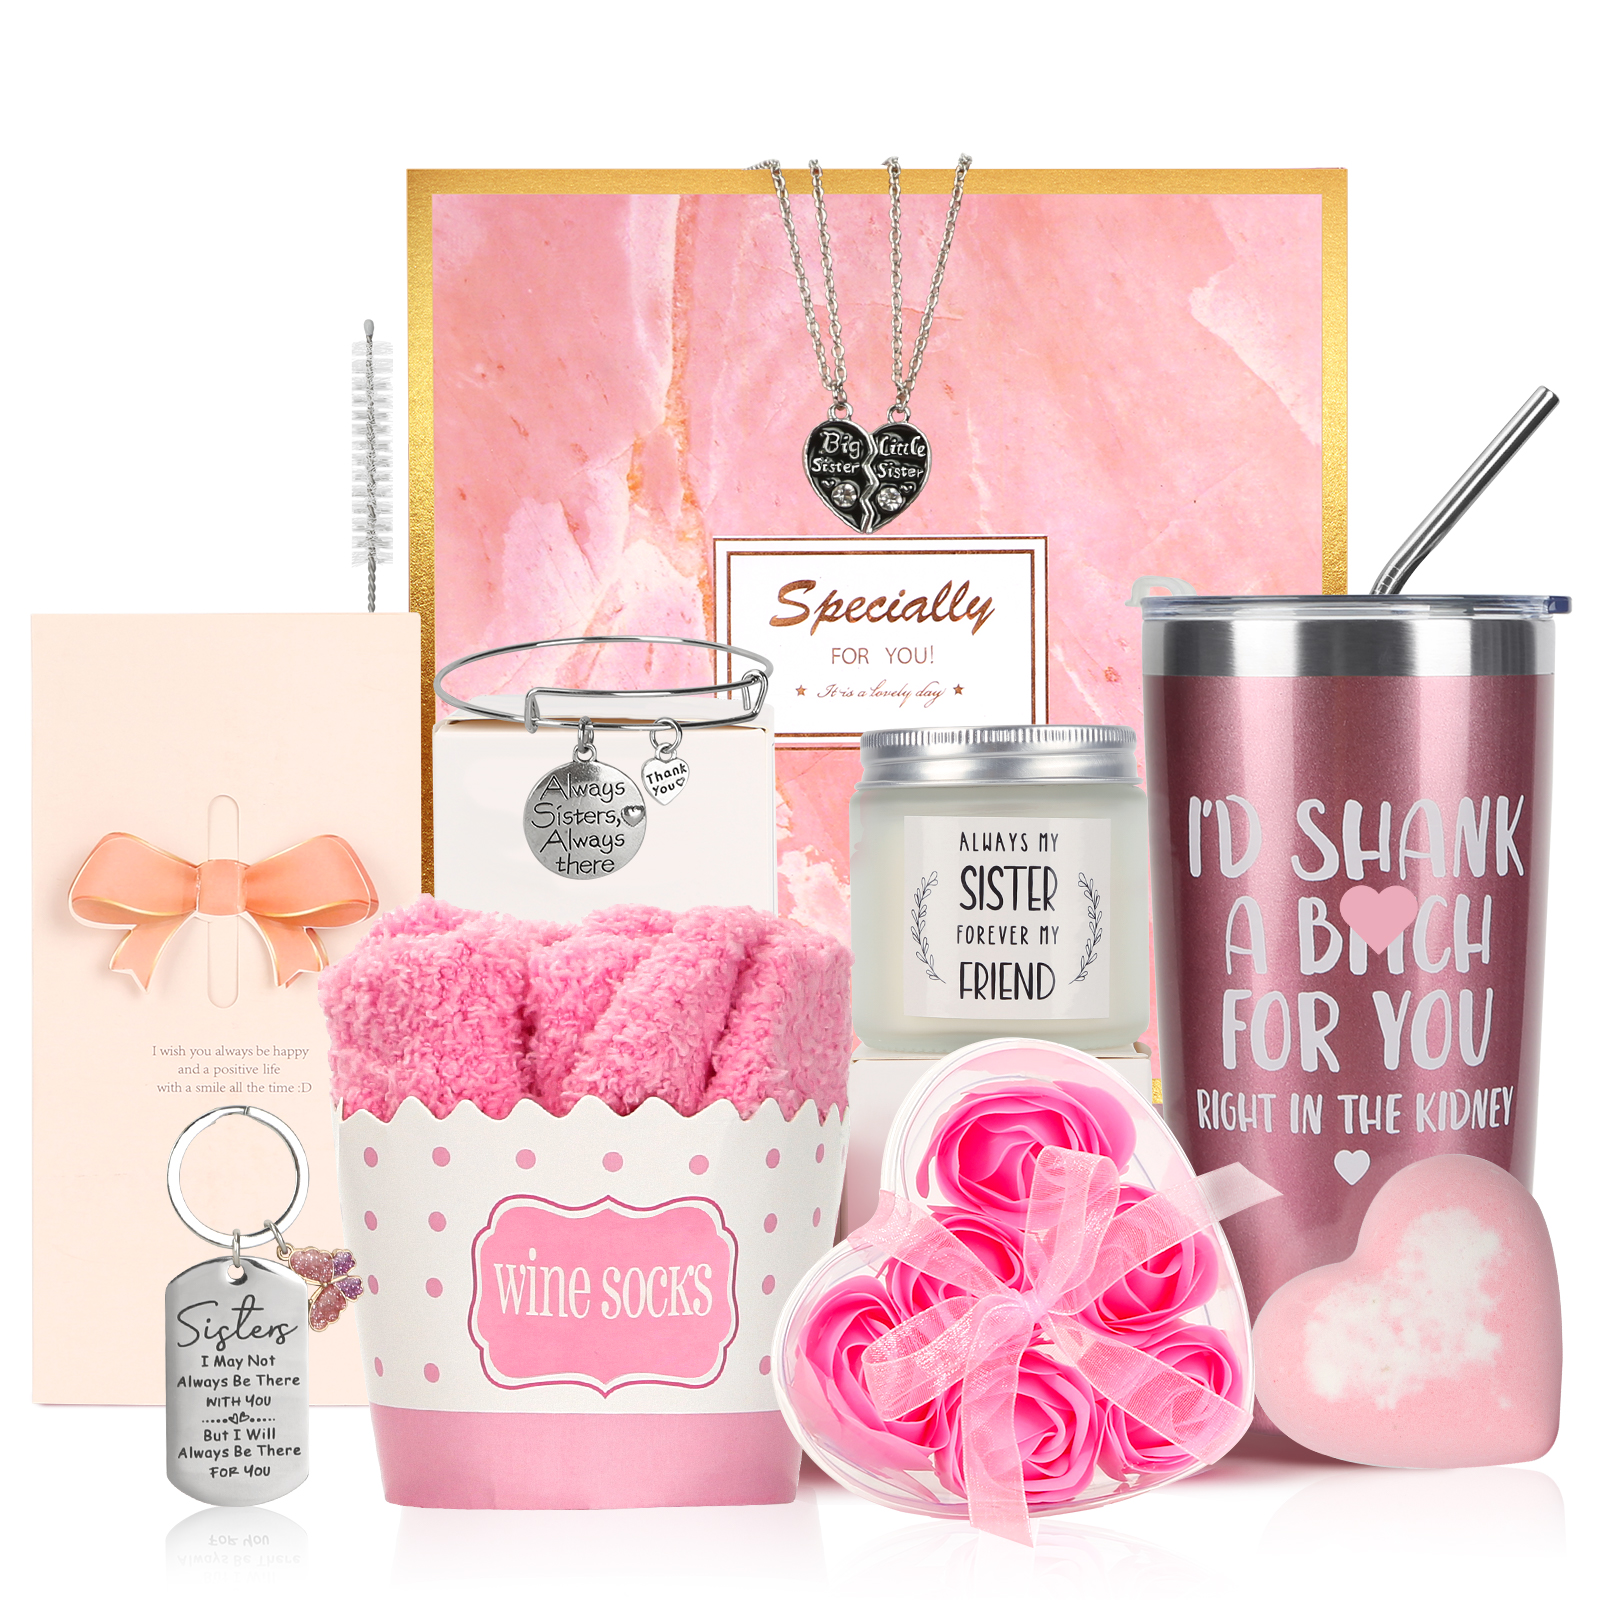 Big
Sister
Little
Sister
Specially
FOR YOU!
It is a lovely day
Always
Sisters,
Always
there
Thank
You
ALWAYS MY
SISTER
FOREVER MY
FRIEND
I'D SHANK
A B TCH
FOR YOU
RIGHT IN THE KIDNEY
I wish you always be happy
and a positive life
with a smile all the time :D
wine socks
Sisters
I May Not
Always Be There
WITH YOU
But I Will
Always Be There
FOR YOU